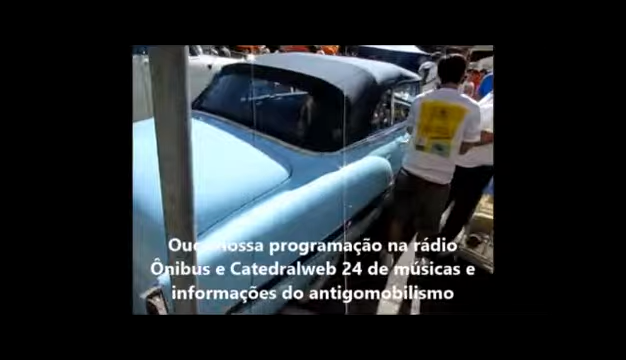 Ouça nossa programação na rádio
Ônibus e Catedralweb 24 de músicas e
informações do antigomobilismo